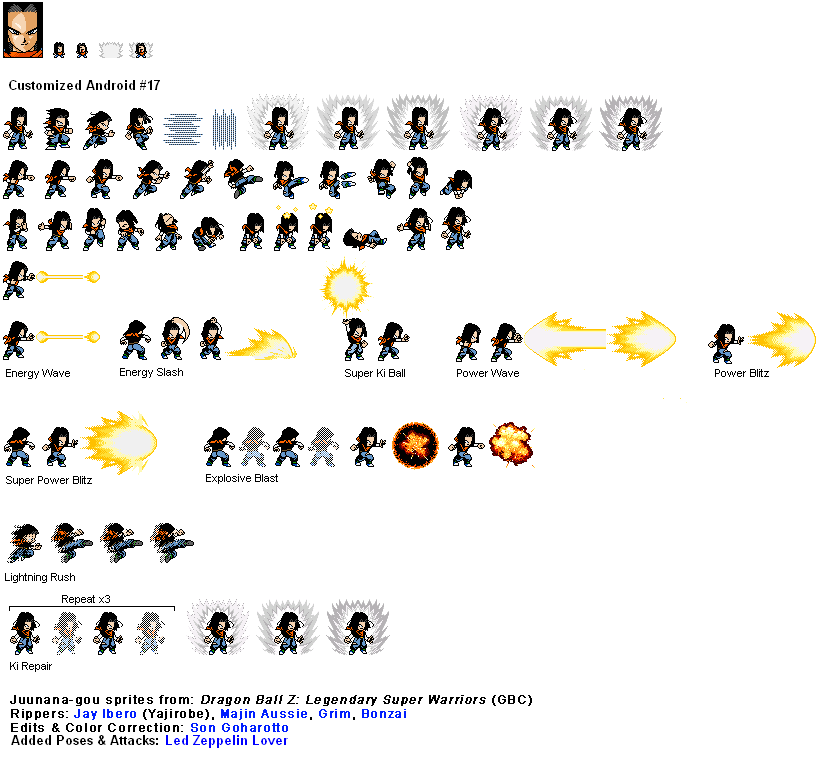 Customized Android #17
Energy Wave
Energy Slash
Super Ki Ball
Power Wave
Power Blitz
Super Power Blitz
Explosive Blast
Lightning Rush
Repeat x3
Ki Repair
Juunana-gou sprites from: Dragon Ball Z: Legendary Super Warriors (GBC)
Rippers: Jay Ibero (Yajirobe), Majin Aussie, Grim, Bonzai
Edits & Color Correction: Son Goharotto
Added Poses & Attacks: Led Zeppelin Lover